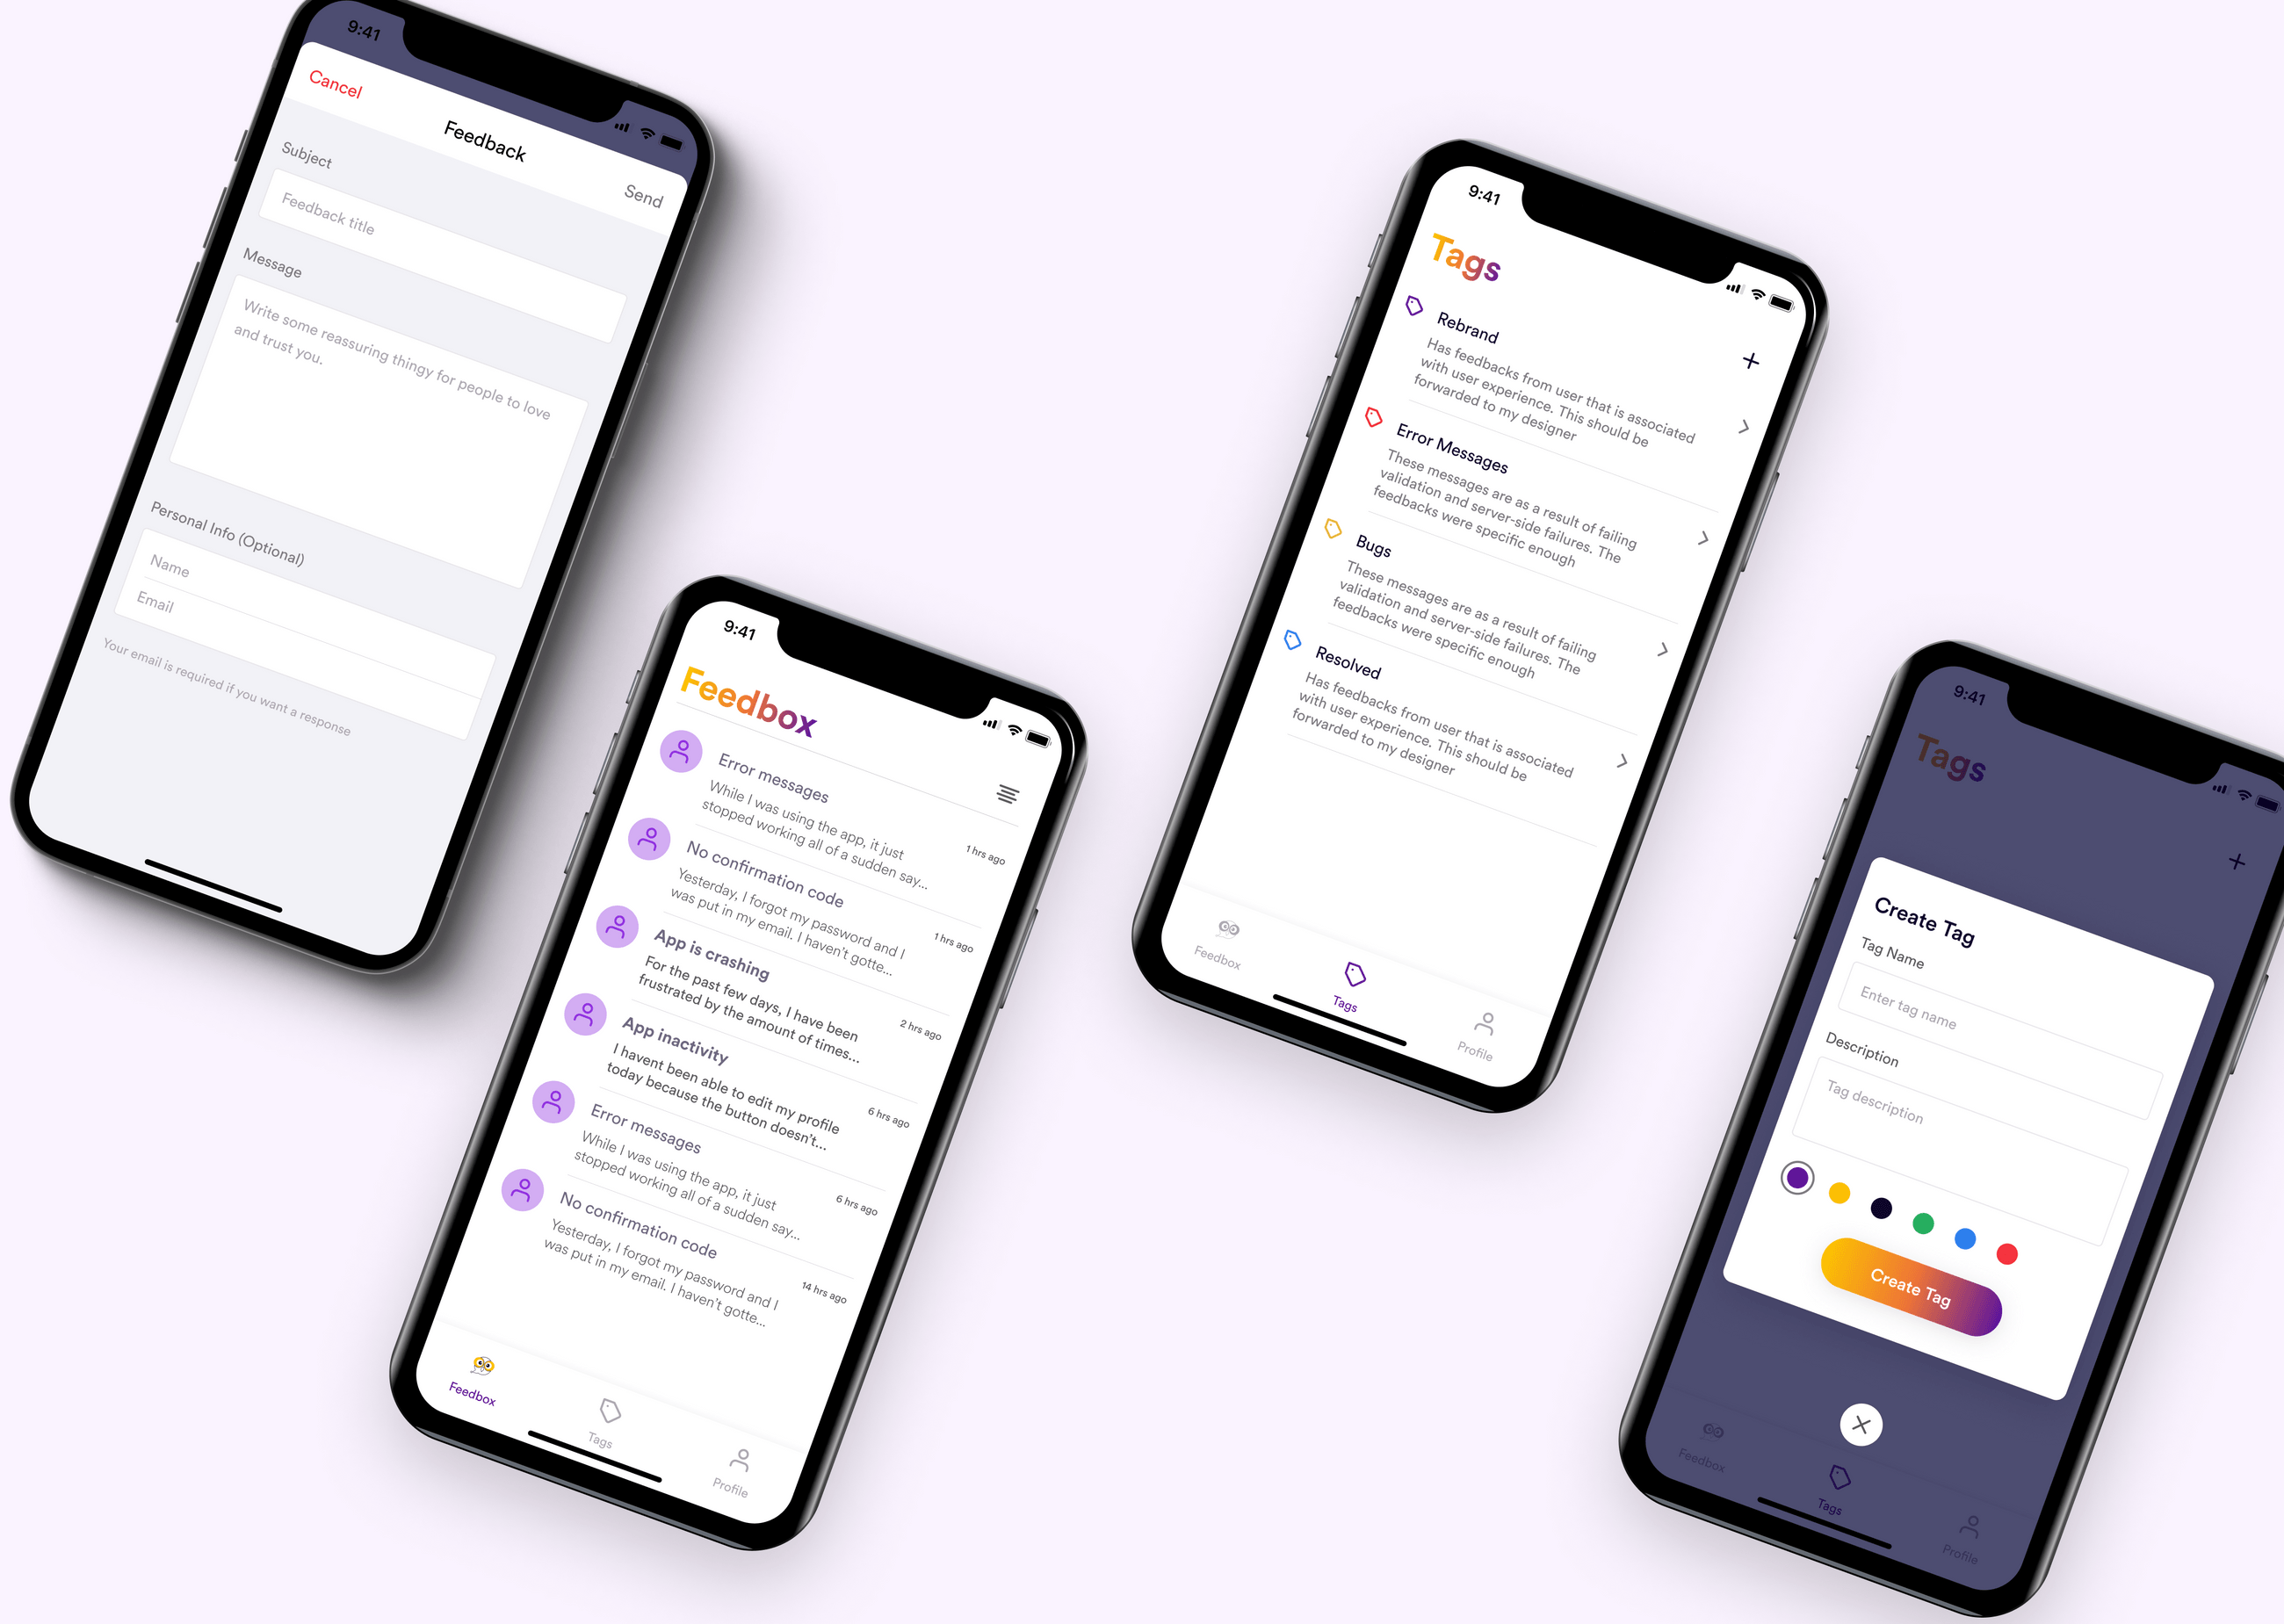 9:41
Cancel
Feedback
Send
Subject
Feedback title
Message
Write some reassuring thingy for people to love
and trust you.
Personal Info (Optional)
Name
Email
Your email is required if you want a response
9:41
Feedbox
Error messages
While I was using the app, it just
stopped working all of a sudden say...
1 hrs ago
No confirmation code
Yesterday, I forgot my password and I
was put in my email. I haven't gotte...
1 hrs ago
App is crashing
For the past few days, I have been
frustrated by the amount of times...
2 hrs ago
App inactivity
I havent been able to edit my profile
today because the button doesn't...
6 hrs ago
Error messages
While I was using the app, it just
stopped working all of a sudden say...
6 hrs ago
No confirmation code
Yesterday, I forgot my password and I
was put in my email. I haven't gotte...
14 hrs ago
Feedbox
Tags
Profile
9:41
Tags
Rebrand
Has feedbacks from user that is associated
with user experience. This should be
forwarded to my designer
Error Messages
These messages are as a result of failing
validation and server-side failures. The
feedbacks were specific enough
Bugs
These messages are as a result of failing
validation and server-side failures. The
feedbacks were specific enough
Resolved
Has feedbacks from user that is associated
with user experience. This should be
forwarded to my designer
Feedbox
Tags
Profile
9:41
Tags
Create Tag
Tag Name
Enter tag name
Description
Tag description
Create Tag
Feedbox
Tags
Profile